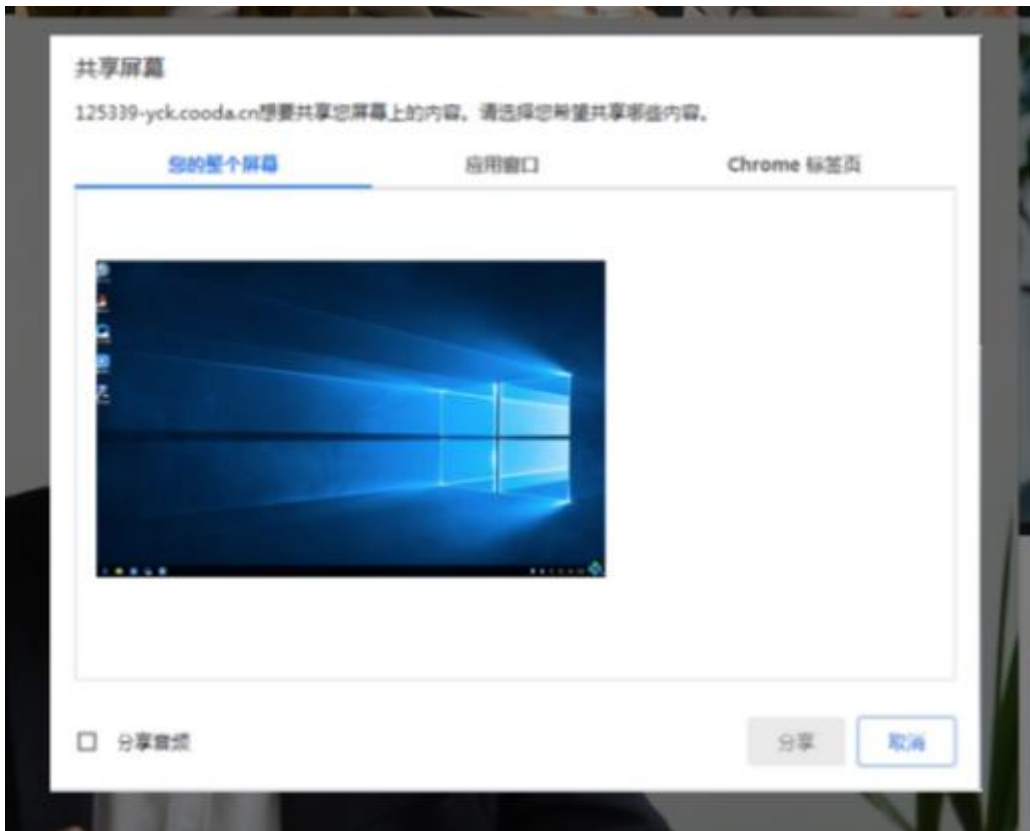 共享屏幕
125339-yck.cooda.cn想要共享您屏幕上的内容。请选择您希望共享哪些内容。
您的整个屏幕
应用窗口
Chrome 标签页
分享音频
分享
取消